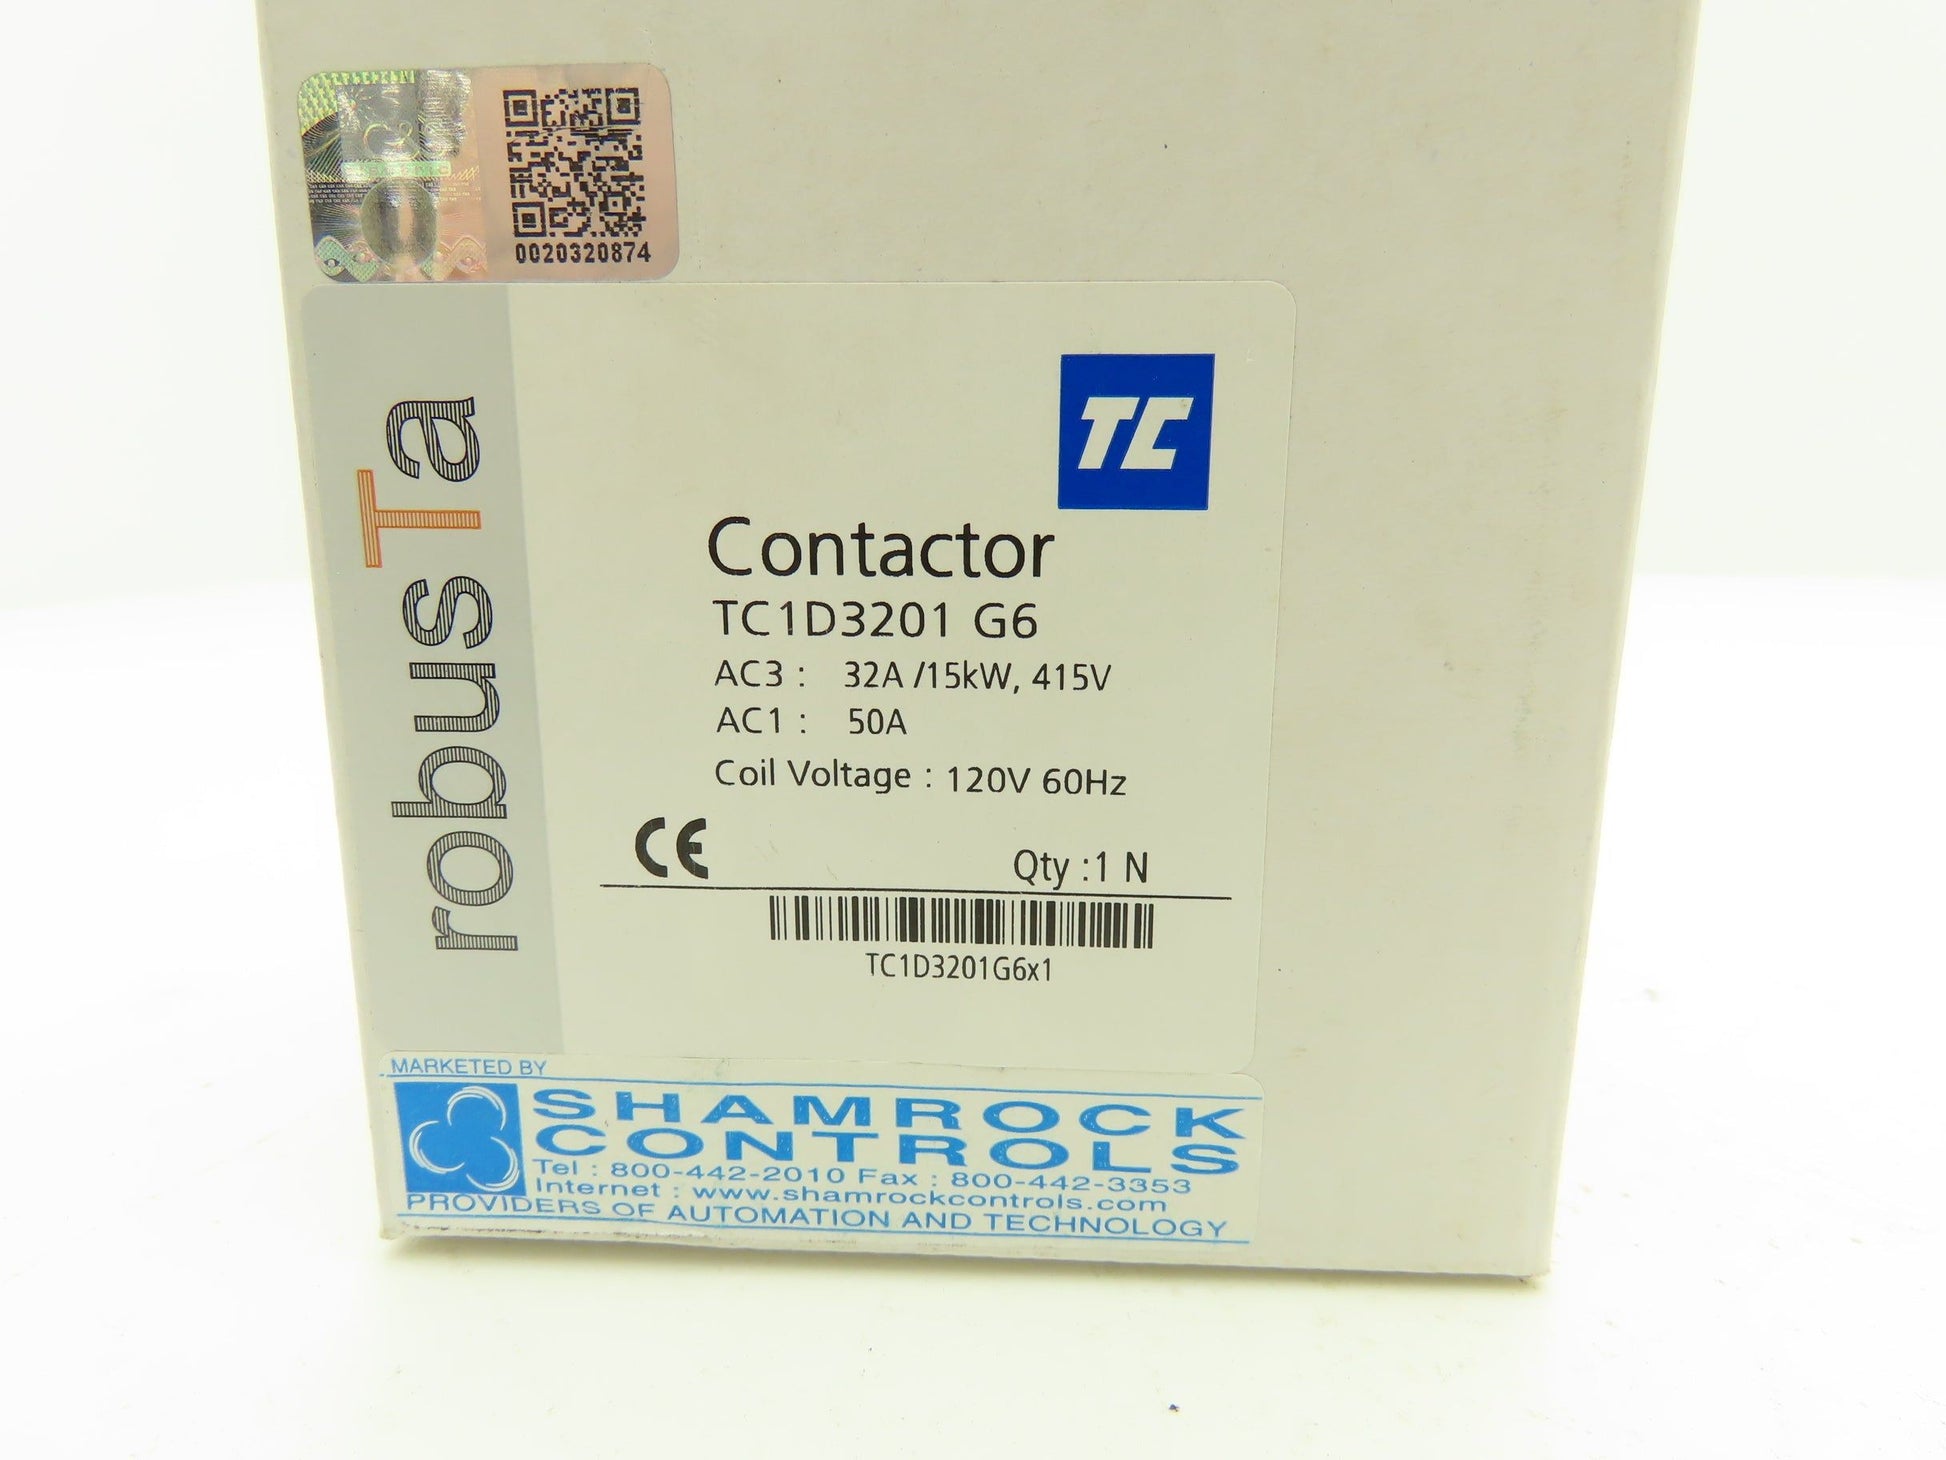 0020320874
robusTa
TC
Contactor
TC1D3201 G6
AC3 : 32A /15kW, 415V
AC1 : 50A
Coil Voltage : 120V 60Hz
CE
Qty :1 N
TC1D3201G6x1
MARKETED BY
SHAMROCK
CONTROLS
Tel : 800-442-2010 Fax : 800-442-3353
Internet : www.shamrockcontrols.com
PROVIDERS OF AUTOMATION AND TECHNOLOGY